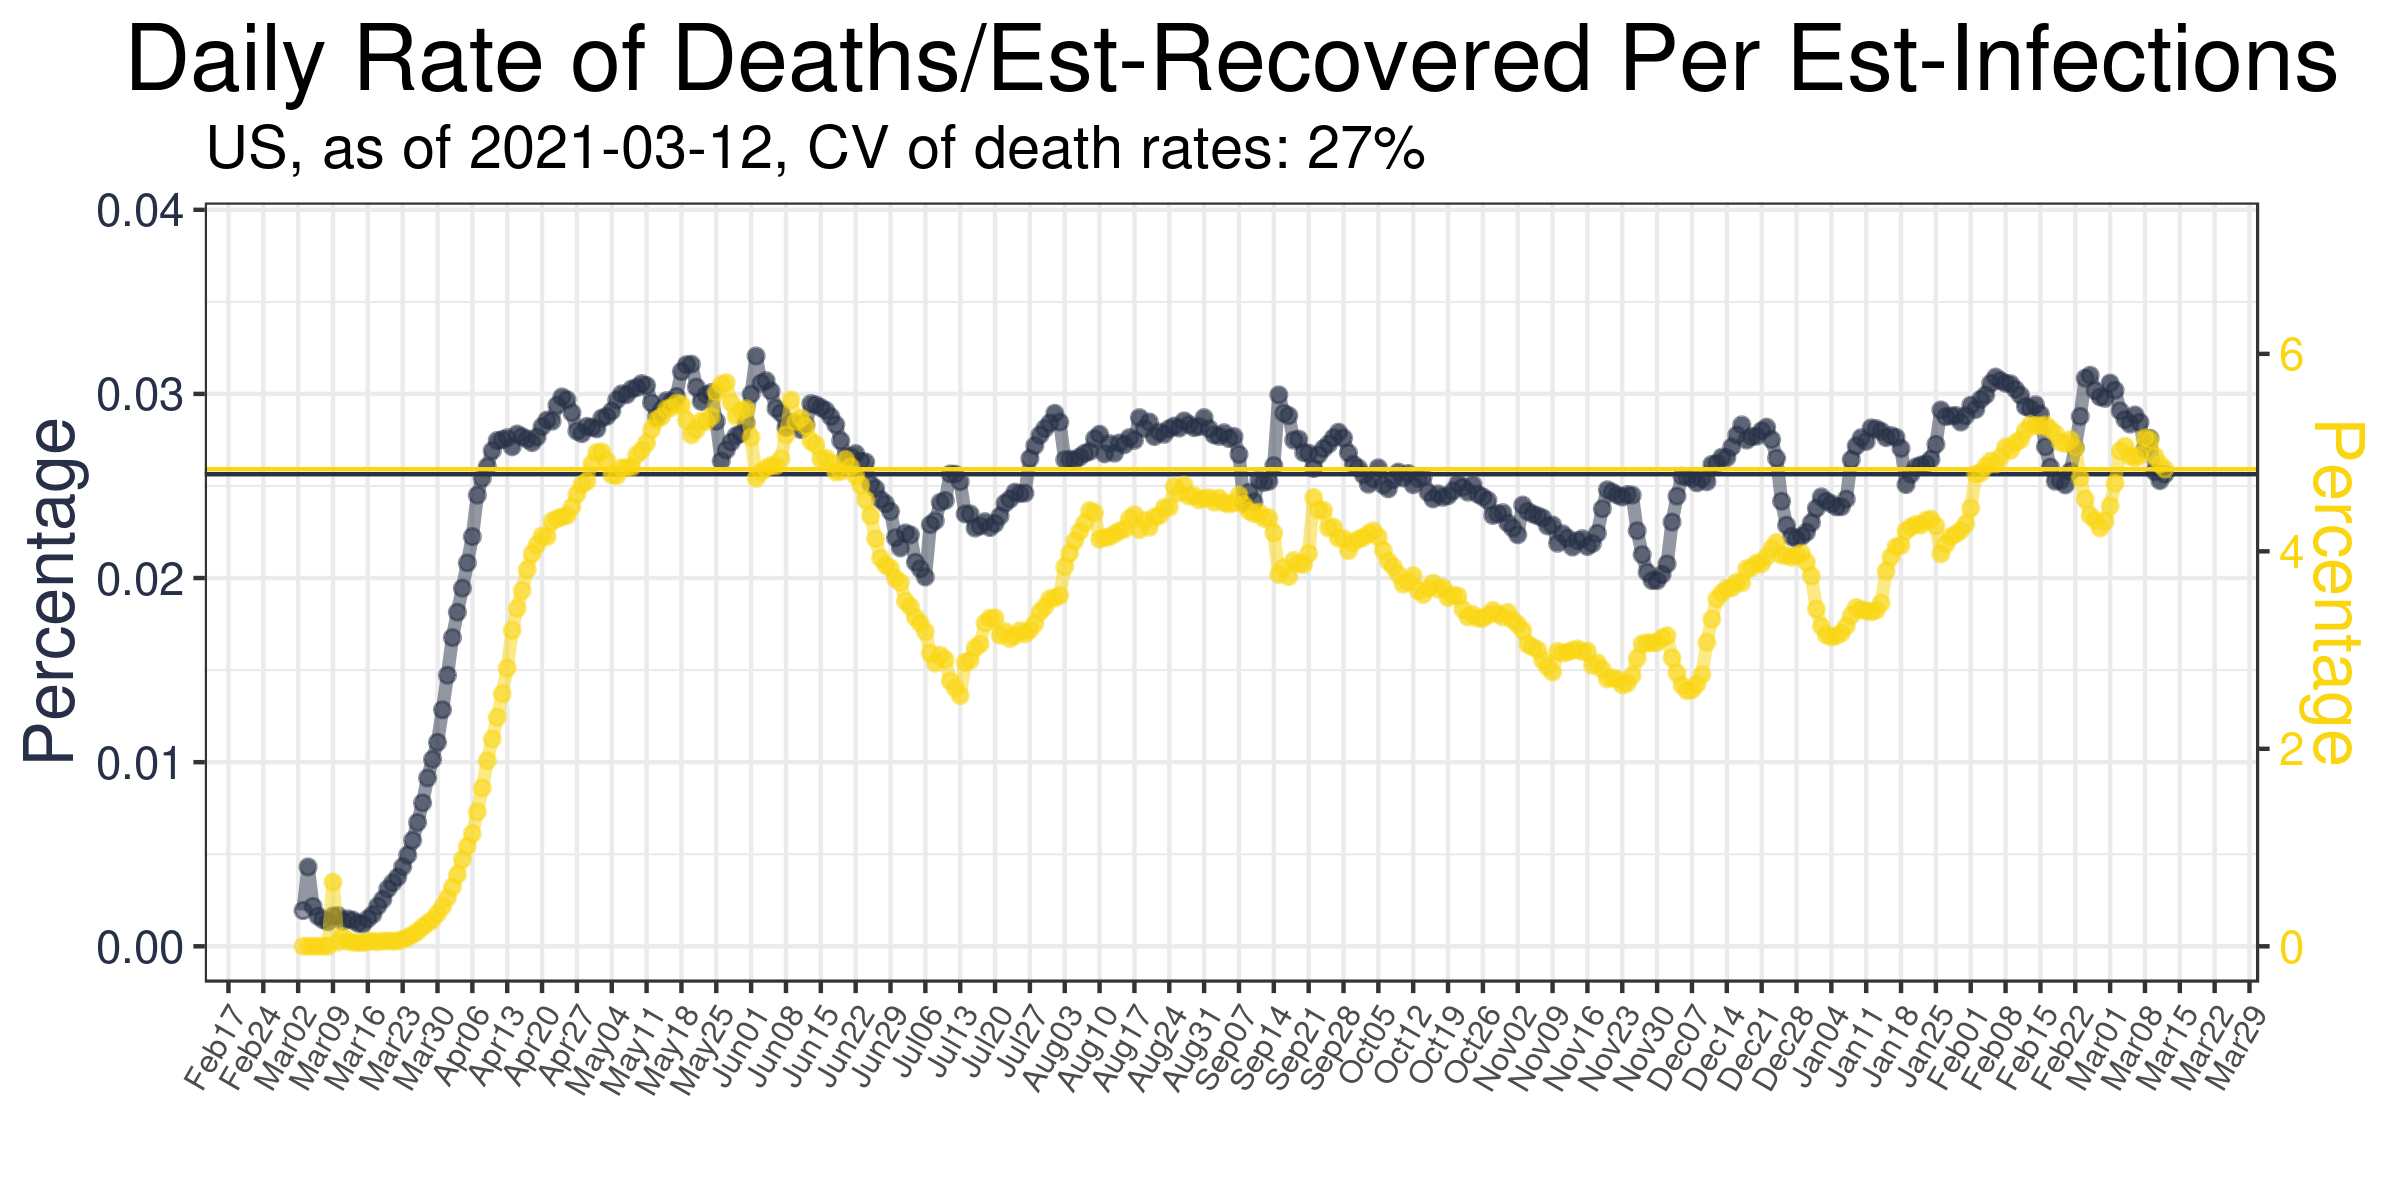 Daily Rate of Deaths/Est-Recovered Per Est-Infections
US, as of 2021-03-12, CV of death rates: 27%
0.04
0.03
0.02
0.01
0.00
Percentage
6
4
2
0
Percentage
Feb17
Feb24
Mar02
Mar09
Mar16
Mar23
Mar30
Apr06
Apr13
Apr20
Apr27
May04
May11
May18
May25
Jun01
Jun08
Jun15
Jun22
Jun29
Jul06
Jul13
Jul20
Jul27
Aug03
Aug10
Aug17
Aug24
Aug31
Sep07
Sep14
Sep21
Sep28
Oct05
Oct12
Oct19
Oct26
Nov02
Nov09
Nov16
Nov23
Nov30
Dec07
Dec14
Dec21
Dec28
Jan04
Jan11
Jan18
Jan25
Feb01
Feb08
Feb15
Feb22
Mar01
Mar08
Mar15
Mar22
Mar29